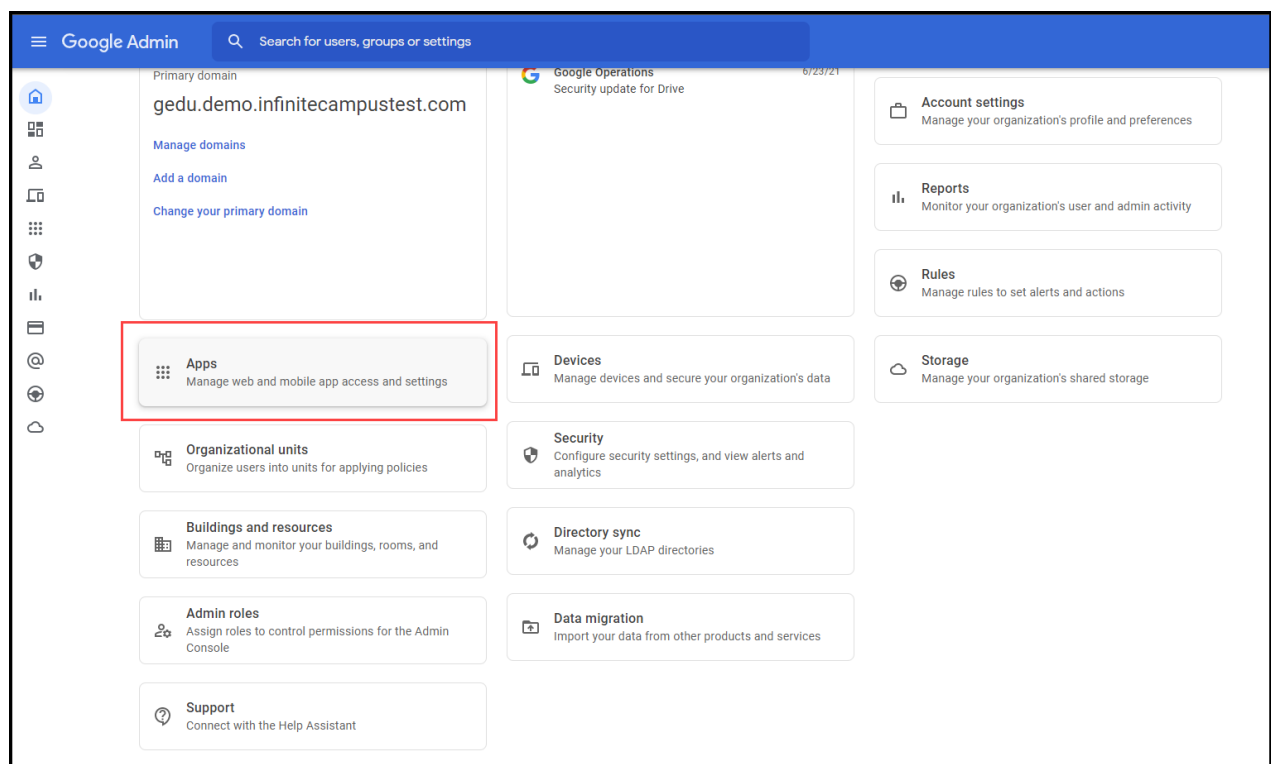 Google Admin
Search for users, groups or settings
Primary domain
gedu.demo.infinitecampustest.com
Manage domains
Add a domain
Change your primary domain
Google Operations
6/23/21
Security update for Drive
Account settings
Manage your organization's profile and preferences
Reports
Monitor your organization's user and admin activity
Rules
Manage rules to set alerts and actions
Apps
Manage web and mobile app access and settings
Devices
Manage devices and secure your organization's data
Storage
Manage your organization's shared storage
Organizational units
Organize users into units for applying policies
Security
Configure security settings, and view alerts and
analytics
Buildings and resources
Manage and monitor your buildings, rooms, and
resources
Directory sync
Manage your LDAP directories
Admin roles
Assign roles to control permissions for the Admin
Console
Data migration
Import your data from other products and services
Support
Connect with the Help Assistant